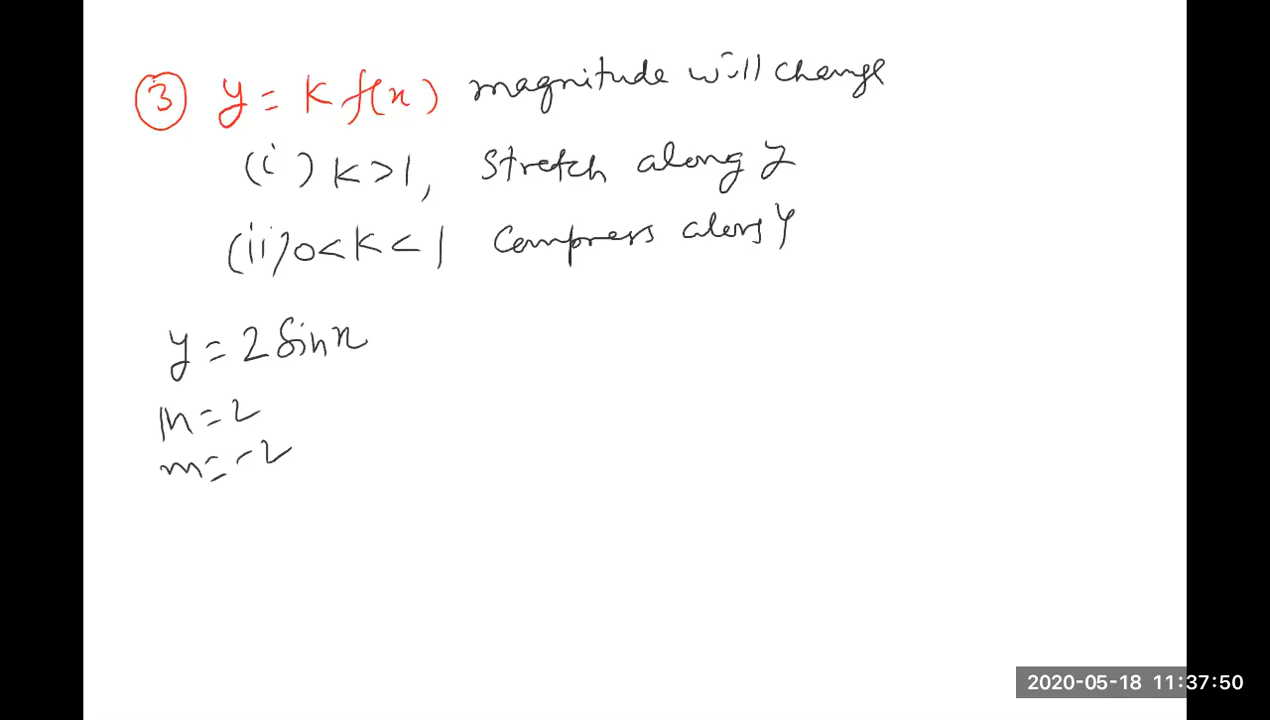 ③ y = k f(x) magnitude will change
(i) k>1, Stretch along y
(ii) 0<k<1 Compress along y
y = 2 Sinx
M = 2
m = -2
2020-05-18 11:37:50